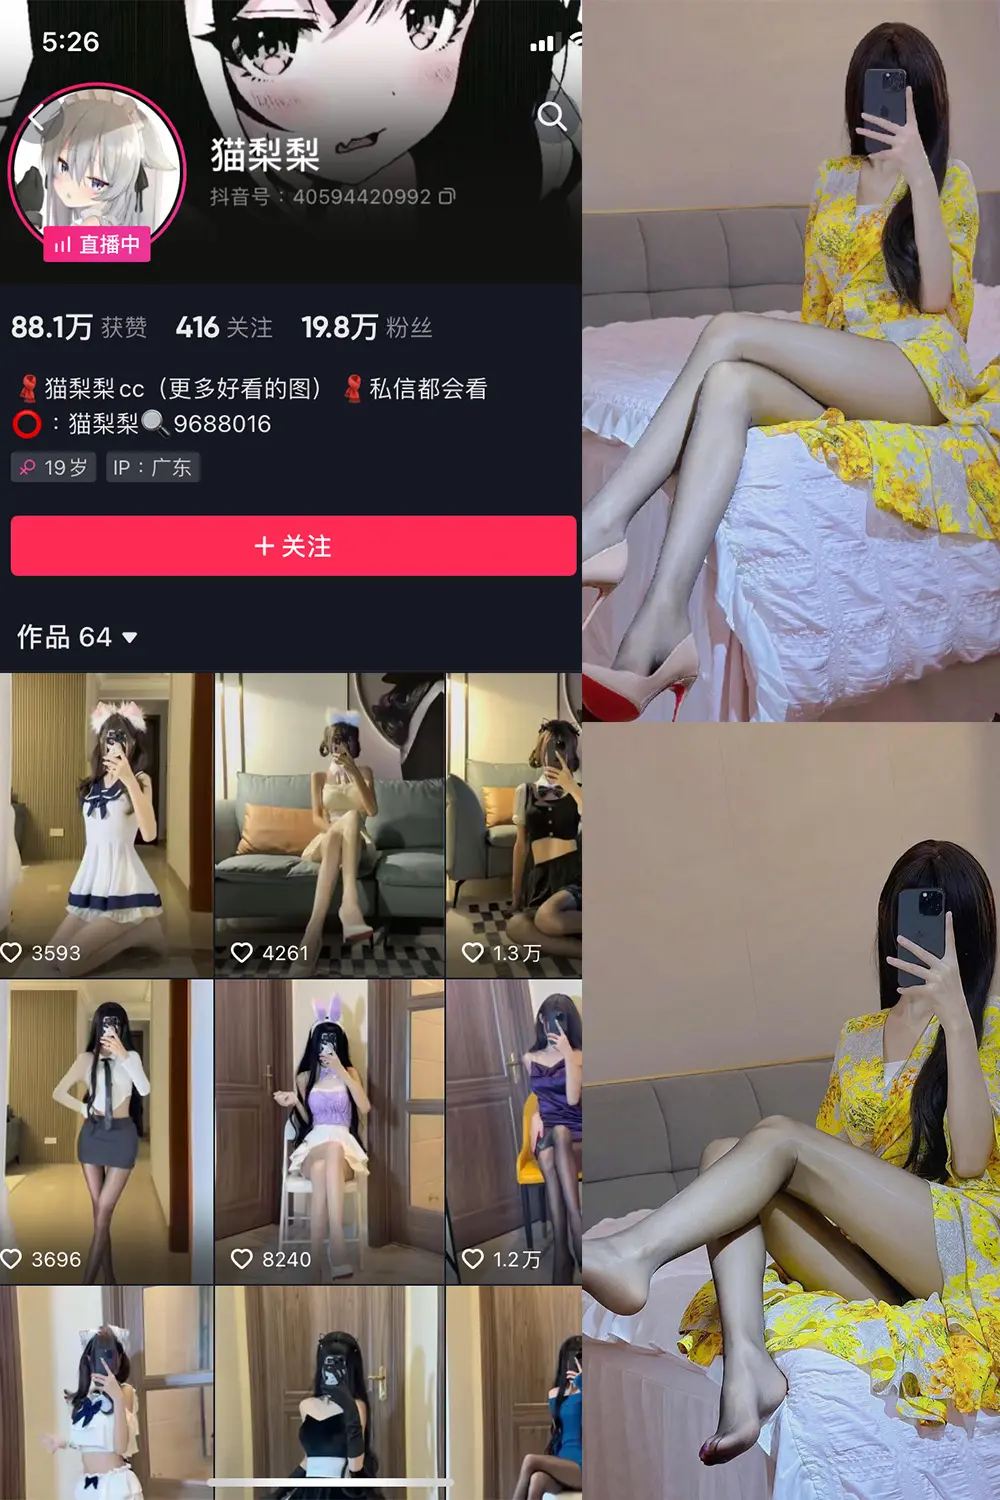 5:26
猫梨梨
抖音号：40594420992
直播中
88.1万 获赞 416 关注 19.8万 粉丝
猫梨梨cc（更多好看的图） 私信都会看
：猫梨梨 9688016
19岁 IP：广东
+ 关注
作品 64
3593 4261 1.3万
3696 8240 1.2万